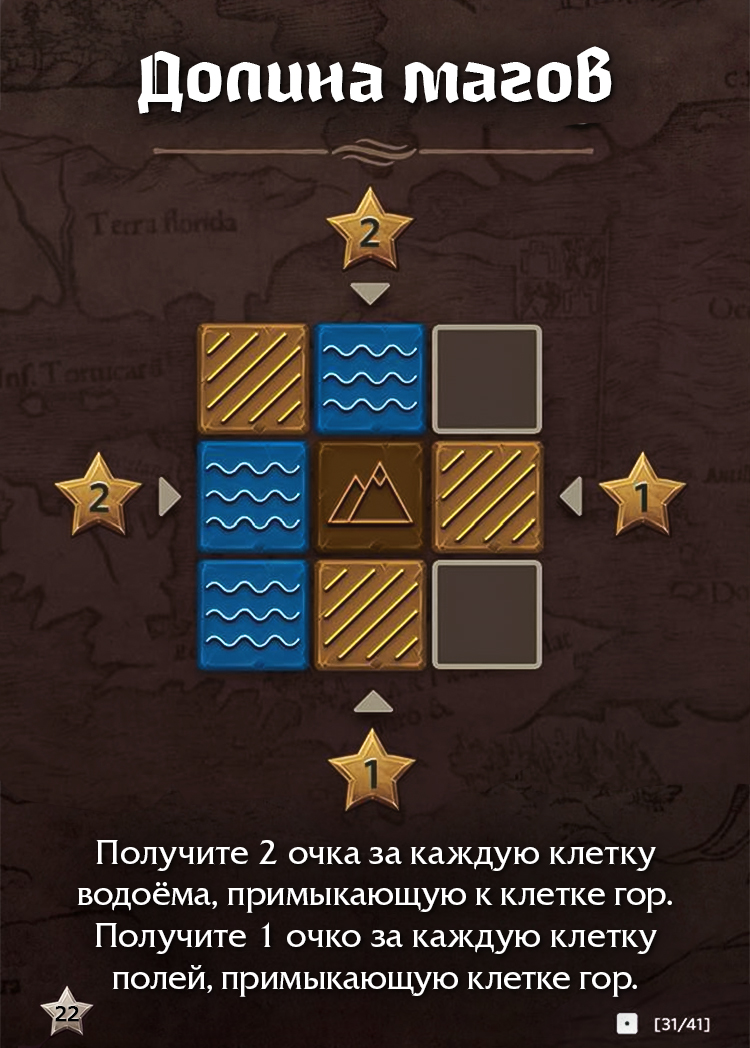 Долина магов
Terra florida
2
2
1
1
Получите 2 очка за каждую клетку
водоёма, примыкающую к клетке гор.
Получите 1 очко за каждую клетку
полей, примыкающую клетке гор.
22
[31/41]